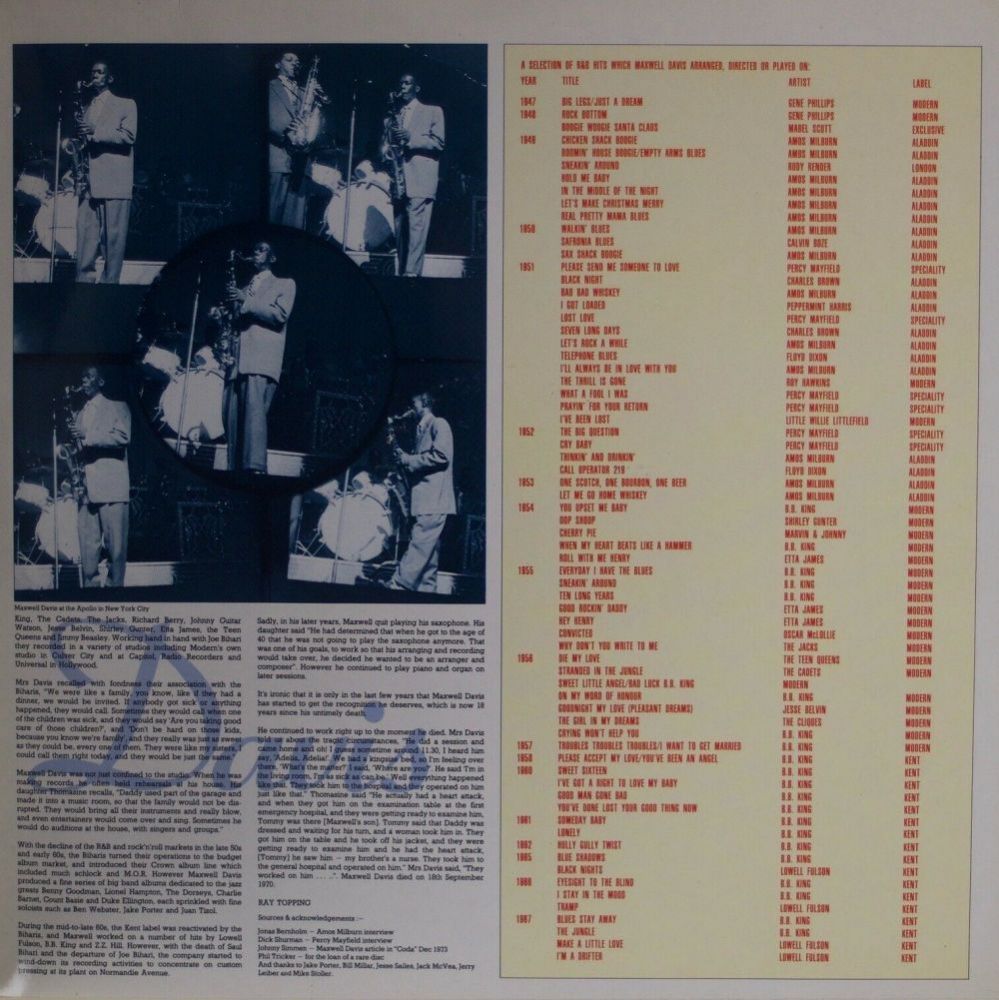 Maxwell Davis at the Apollo in New York City
King, The Cadets, The Jacks, Richard Berry, Johnny Guitar
Watson, Jesse Belvin, Shirley Gunter, Etta James, the Teen
Queens and Jimmy Beasley. Working hand in hand with Joe Bihari
they recorded in a variety of studios including Modern's own
studio in Culver City and at Capitol, Radio Recorders and
Universal in Hollywood.
Mrs Davis recalled with fondness their association with the
Biharis, "We were like a family, you know, like if they had a
dinner, we would be invited. If anybody got sick or anything
happened, they would call. Sometimes they would call when one
of the children was sick, and they would say 'Are you taking good
care of those children?', and 'Don't be hard on those kids,
because you know we're family', and they really was just as sweet
as they could be, every one of them. They were like my family. I
could call them right today and they would be just the same."
Maxwell Davis was not just confined to the studio. When he was
making records he often held rehearsals at his house. His
daughter Thomazine recalls, "Daddy used part of the garage and
made it into a music room, so that the family would not be dis-
rupted. They would bring all their instruments and really blow,
and even entertainers would come over and sing. Sometimes he
would do auditions at the house, with singers and groups."
With the decline of the R&B and rock'n'roll markets in the late 50s
and early 60s, the Biharis turned their operations to the budget
album market, and introduced their Crown album line which
included much schlock and M.O.R. However Maxwell Davis
produced a fine series of big band albums dedicated to the jazz
greats Benny Goodman, Lionel Hampton, The Dorseys, Charlie
Barnet, Count Basie and Duke Ellington, each sprinkled with fine
soloists such as Ben Webster, Jake Porter and Juan Tizol.
During the mid-to-late 60s, the Kent label was reactivated by the
Biharis, and Maxwell worked on a number of hits by Lowell
Fulson, B.B. King and Z.Z. Hill. However, with the death of Saul
Bihari and the departure of Joe Bihari, the company started to
wind-down its recording activities to concentrate on custom
pressing at its plant on Normandie Avenue.
Sadly, in his later years, Maxwell quit playing his saxophone. His
daughter said "He had determined that when he got to the age of
40 that he was not going to play the saxophone anymore. That
was one of his goals, to work so that his arranging and recording
would take over, he decided he wanted to be an arranger and
composer". However he continued to play piano and organ on
later sessions.
It's ironic that it is only in the last few years that Maxwell Davis
has started to get the recognition he deserves, which is now 18
years since his untimely death.
He continued to work right up to the moment he died. Mrs Davis
told us about the tragic circumstances. "He did a session and
came home and oh! I guess sometime around 11.30, I heard him
say, 'Adelia, Adelia!', he had a singing, so I'm feeling over
there. 'What's the matter?' I said, 'Where are you?'. He said 'I'm in
the living room, I'm as sick as can be.' Well everything happened
like that. They took him to the hospital and they operated on him
just like that." Thomazine said "He actually had a heart attack,
and when they got him on the examination table at the first
emergency hospital, and they were getting ready to examine him,
Tommy was there [Maxwell's son]. Tommy said that Daddy was
dressed and waiting for his turn, and a woman took him in. They
got him on the table and he took off his jacket, and they were
getting ready to examine him and he had the heart attack,
[Tommy] he saw him – my brother's a nurse. They took him to
the general hospital and operated on him." Mrs Davis said, "They
worked on him . . . ..". Maxwell Davis died on 18th September
1970.
RAY TOPPING
Sources & acknowledgements :–
Jonas Bernholm – Amos Milburn interview
Dick Shurman – Percy Mayfield interview
Johnny Simmen – Maxwell Davis article in "Coda" Dec 1973
Phil Tricker – for the loan of a rare disc
And thanks to Jake Porter, Bill Millar, Jesse Sailes, Jack McVea, Jerry
Leiber and Mike Stoller.
Davis
A SELECTION OF R&B HITS WHICH MAXWELL DAVIS ARRANGED, DIRECTED OR PLAYED ON:
YEAR TITLE ARTIST LABEL
1947 BIG LEGS/JUST A DREAM GENE PHILLIPS MODERN
1948 ROCK BOTTOM GENE PHILLIPS MODERN
BOOGIE WOOGIE SANTA CLAUS MABEL SCOTT EXCLUSIVE
1949 CHICKEN SHACK BOOGIE AMOS MILBURN ALADDIN
ROOMIN' HOUSE BOOGIE/EMPTY ARMS BLUES AMOS MILBURN ALADDIN
SNEAKIN' AROUND RUDY RENDER LONDON
HOLD ME BABY AMOS MILBURN ALADDIN
IN THE MIDDLE OF THE NIGHT AMOS MILBURN ALADDIN
LET'S MAKE CHRISTMAS MERRY AMOS MILBURN ALADDIN
REAL PRETTY MAMA BLUES AMOS MILBURN ALADDIN
1950 WALKIN' BLUES AMOS MILBURN ALADDIN
SAFRONIA BLUES CALVIN BOZE ALADDIN
SAX SHACK BOOGIE AMOS MILBURN ALADDIN
1951 PLEASE SEND ME SOMEONE TO LOVE PERCY MAYFIELD SPECIALITY
BLACK NIGHT CHARLES BROWN ALADDIN
BAD BAD WHISKEY AMOS MILBURN ALADDIN
I GOT LOADED PEPPERMINT HARRIS ALADDIN
LOST LOVE PERCY MAYFIELD SPECIALITY
SEVEN LONG DAYS CHARLES BROWN ALADDIN
LET'S ROCK A WHILE AMOS MILBURN ALADDIN
TELEPHONE BLUES FLOYD DIXON ALADDIN
I'LL ALWAYS BE IN LOVE WITH YOU AMOS MILBURN ALADDIN
THE THRILL IS GONE ROY HAWKINS MODERN
WHAT A FOOL I WAS PERCY MAYFIELD SPECIALITY
PRAYIN' FOR YOUR RETURN PERCY MAYFIELD SPECIALITY
I'VE BEEN LOST LITTLE WILLIE LITTLEFIELD MODERN
1952 THE BIG QUESTION PERCY MAYFIELD SPECIALITY
CRY BABY PERCY MAYFIELD SPECIALITY
THINKIN' AND DRINKIN' AMOS MILBURN ALADDIN
CALL OPERATOR 219 FLOYD DIXON ALADDIN
1953 ONE SCOTCH, ONE BOURBON, ONE BEER AMOS MILBURN ALADDIN
LET ME GO HOME WHISKEY AMOS MILBURN ALADDIN
1954 YOU UPSET ME BABY B.B. KING MODERN
OOP SHOOP SHIRLEY GUNTER MODERN
CHERRY PIE MARVIN & JOHNNY MODERN
WHEN MY HEART BEATS LIKE A HAMMER B.B. KING MODERN
ROLL WITH ME HENRY ETTA JAMES MODERN
1955 EVERYDAY I HAVE THE BLUES B.B. KING MODERN
SNEAKIN' AROUND B.B. KING MODERN
TEN LONG YEARS B.B. KING MODERN
GOOD ROCKIN' DADDY ETTA JAMES MODERN
HEY HENRY ETTA JAMES MODERN
CONVICTED OSCAR McLOLLIE MODERN
WHY DON'T YOU WRITE TO ME THE JACKS MODERN
1956 DIE MY LOVE THE TEEN QUEENS MODERN
STRANDED IN THE JUNGLE THE CADETS MODERN
SWEET LITTLE ANGEL/BAD LUCK B.B. KING MODERN
ON MY WORD OF HONOUR B.B. KING MODERN
GOODNIGHT MY LOVE (PLEASANT DREAMS) JESSE BELVIN MODERN
THE GIRL IN MY DREAMS THE CLIQUES MODERN
CRYING WON'T HELP YOU B.B. KING MODERN
1957 TROUBLES TROUBLES TROUBLES/I WANT TO GET MARRIED B.B. KING MODERN
1958 PLEASE ACCEPT MY LOVE/YOU'VE BEEN AN ANGEL B.B. KING KENT
1960 SWEET SIXTEEN B.B. KING KENT
I'VE GOT A RIGHT TO LOVE MY BABY B.B. KING KENT
GOOD MAN GONE BAD B.B. KING KENT
YOU'VE DONE LOST YOUR GOOD THING NOW B.B. KING KENT
1961 SOMEDAY BABY B.B. KING KENT
LONELY B.B. KING KENT
1962 HULLY GULLY TWIST B.B. KING KENT
1965 BLUE SHADOWS B.B. KING KENT
BLACK NIGHTS LOWELL FULSON KENT
1966 EYESIGHT TO THE BLIND B.B. KING KENT
I STAY IN THE MOOD B.B. KING KENT
TRAMP LOWELL FULSON KENT
1967 BLUES STAY AWAY B.B. KING KENT
THE JUNGLE B.B. KING KENT
MAKE A LITTLE LOVE LOWELL FULSON KENT
I'M A DRIFTER LOWELL FULSON KENT